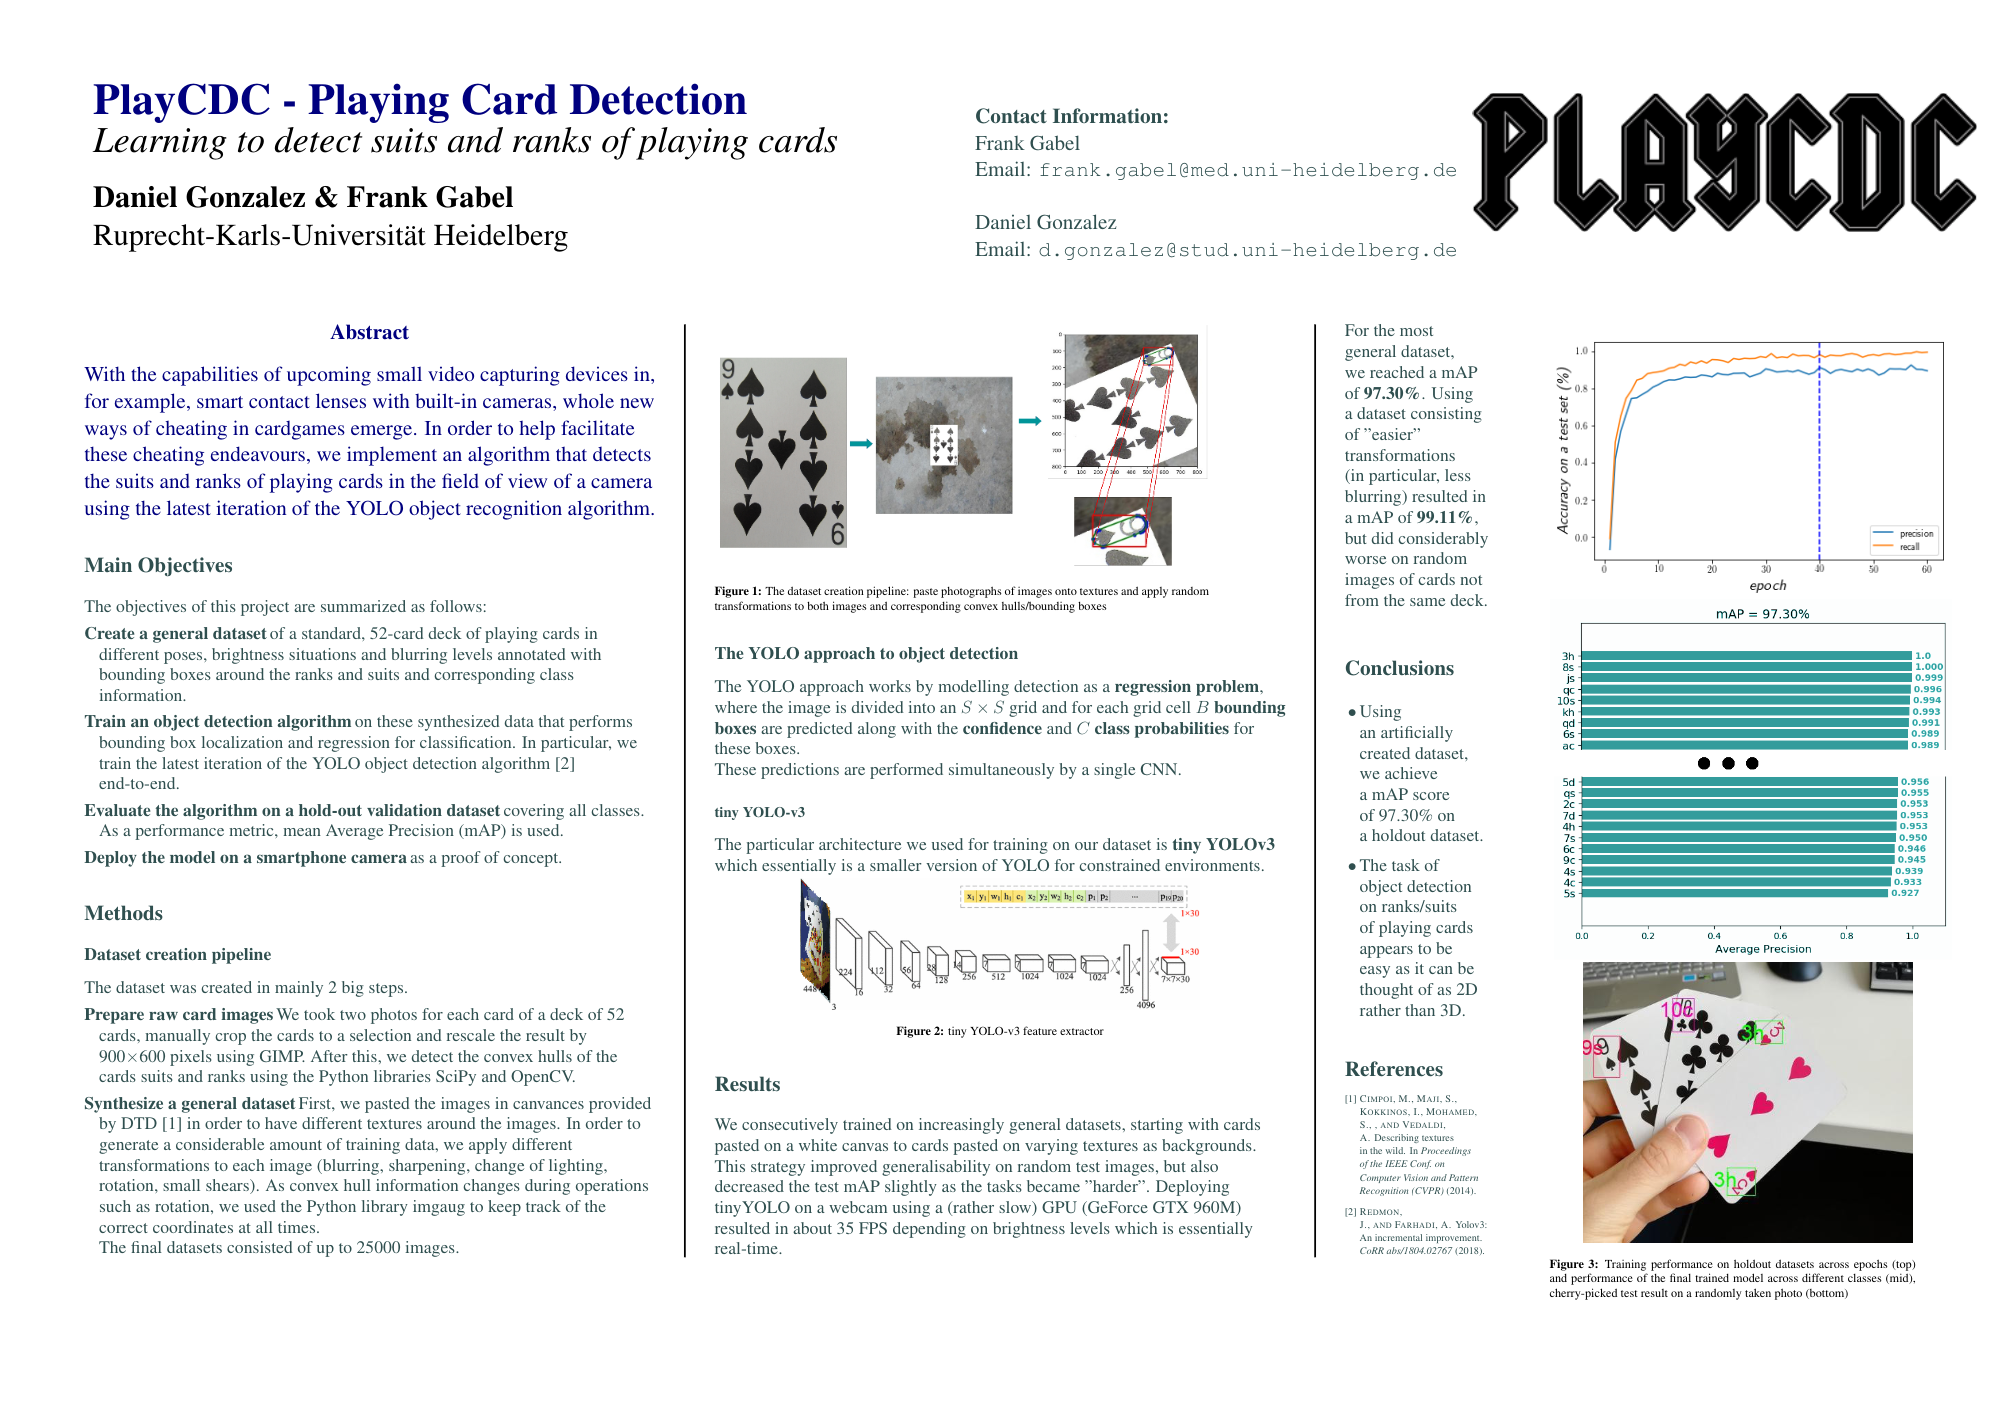 PlayCDC - Playing Card Detection
Learning to detect suits and ranks of playing cards
Daniel Gonzalez & Frank Gabel
Ruprecht-Karls-Universität Heidelberg
Contact Information:
Frank Gabel
Email: frank.gabel@med.uni-heidelberg.de
Daniel Gonzalez
Email: d.gonzalez@stud.uni-heidelberg.de
PLAYCDC
Abstract
With the capabilities of upcoming small video capturing devices in,
for example, smart contact lenses with built-in cameras, whole new
ways of cheating in cardgames emerge. In order to help facilitate
these cheating endeavours, we implement an algorithm that detects
the suits and ranks of playing cards in the field of view of a camera
using the latest iteration of the YOLO object recognition algorithm.
Main Objectives
The objectives of this project are summarized as follows:
Create a general dataset of a standard, 52-card deck of playing cards in
different poses, brightness situations and blurring levels annotated with
bounding boxes around the ranks and suits and corresponding class
information.
Train an object detection algorithm on these synthesized data that performs
bounding box localization and regression for classification. In particular, we
train the latest iteration of the YOLO object detection algorithm [2]
end-to-end.
Evaluate the algorithm on a hold-out validation dataset covering all classes.
As a performance metric, mean Average Precision (mAP) is used.
Deploy the model on a smartphone camera as a proof of concept.
Methods
Dataset creation pipeline
The dataset was created in mainly 2 big steps.
Prepare raw card images We took two photos for each card of a deck of 52
cards, manually crop the cards to a selection and rescale the result by
900×600 pixels using GIMP. After this, we detect the convex hulls of the
cards suits and ranks using the Python libraries SciPy and OpenCV.
Synthesize a general dataset First, we pasted the images in canvances provided
by DTD [1] in order to have different textures around the images. In order to
generate a considerable amount of training data, we apply different
transformations to each image (blurring, sharpening, change of lighting,
rotation, small shears). As convex hull information changes during operations
such as rotation, we used the Python library imgaug to keep track of the
correct coordinates at all times.
The final datasets consisted of up to 25000 images.
9
9
0
100
200
300
400
500
600
700
800
0 100 200 300 400 500 600 700 800
Figure 1: The dataset creation pipeline: paste photographs of images onto textures and apply random
transformations to both images and corresponding convex hulls/bounding boxes
The YOLO approach to object detection
The YOLO approach works by modelling detection as a regression problem,
where the image is divided into an S × S grid and for each grid cell B bounding
boxes are predicted along with the confidence and C class probabilities for
these boxes.
These predictions are performed simultaneously by a single CNN.
tiny YOLO-v3
The particular architecture we used for training on our dataset is tiny YOLOv3
which essentially is a smaller version of YOLO for constrained environments.
x1 y1 w1 h1 c1 x2 y2 w2 h2 c2 p1 p2 ... p19 p20
1×30
1×30
448 224 112 56 28 14 7 7 7 7
3 16 32 64 128 256 512 1024 1024 1024 256 4096 7×7×30
Figure 2: tiny YOLO-v3 feature extractor
Results
We consecutively trained on increasingly general datasets, starting with cards
pasted on a white canvas to cards pasted on varying textures as backgrounds.
This strategy improved generalisability on random test images, but also
decreased the test mAP slightly as the tasks became ”harder”. Deploying
tinyYOLO on a webcam using a (rather slow) GPU (GeForce GTX 960M)
resulted in about 35 FPS depending on brightness levels which is essentially
real-time.
For the most
general dataset,
we reached a mAP
of 97.30%. Using
a dataset consisting
of ”easier”
transformations
(in particular, less
blurring) resulted in
a mAP of 99.11%,
but did considerably
worse on random
images of cards not
from the same deck.
Conclusions
• Using
an artificially
created dataset,
we achieve
a mAP score
of 97.30% on
a holdout dataset.
• The task of
object detection
on ranks/suits
of playing cards
appears to be
easy as it can be
thought of as 2D
rather than 3D.
References
[1] CIMPOI, M., MAJI, S.,
KOKKINOS, I., MOHAMED,
S., , AND VEDALDI,
A. Describing textures
in the wild. In Proceedings
of the IEEE Conf. on
Computer Vision and Pattern
Recognition (CVPR) (2014).
[2] REDMON,
J., AND FARHADI, A. Yolov3:
An incremental improvement.
CoRR abs/1804.02767 (2018).
Accuracy on a test set (%)
1.0
0.8
0.6
0.4
0.2
0.0
precision
recall
0 10 20 30 40 50 60
epoch
mAP = 97.30%
3h 1.0
8s 1.000
js 0.999
qc 0.996
10s 0.994
kh 0.993
qd 0.991
6s 0.989
ac 0.989
5d 0.956
qs 0.955
2c 0.953
7d 0.953
4h 0.953
7s 0.950
6c 0.946
9c 0.945
4s 0.939
4c 0.933
5s 0.927
0.0 0.2 0.4 0.6 0.8 1.0
Average Precision
10c
3h
9s 9
3h
Figure 3: Training performance on holdout datasets across epochs (top)
and performance of the final trained model across different classes (mid),
cherry-picked test result on a randomly taken photo (bottom)